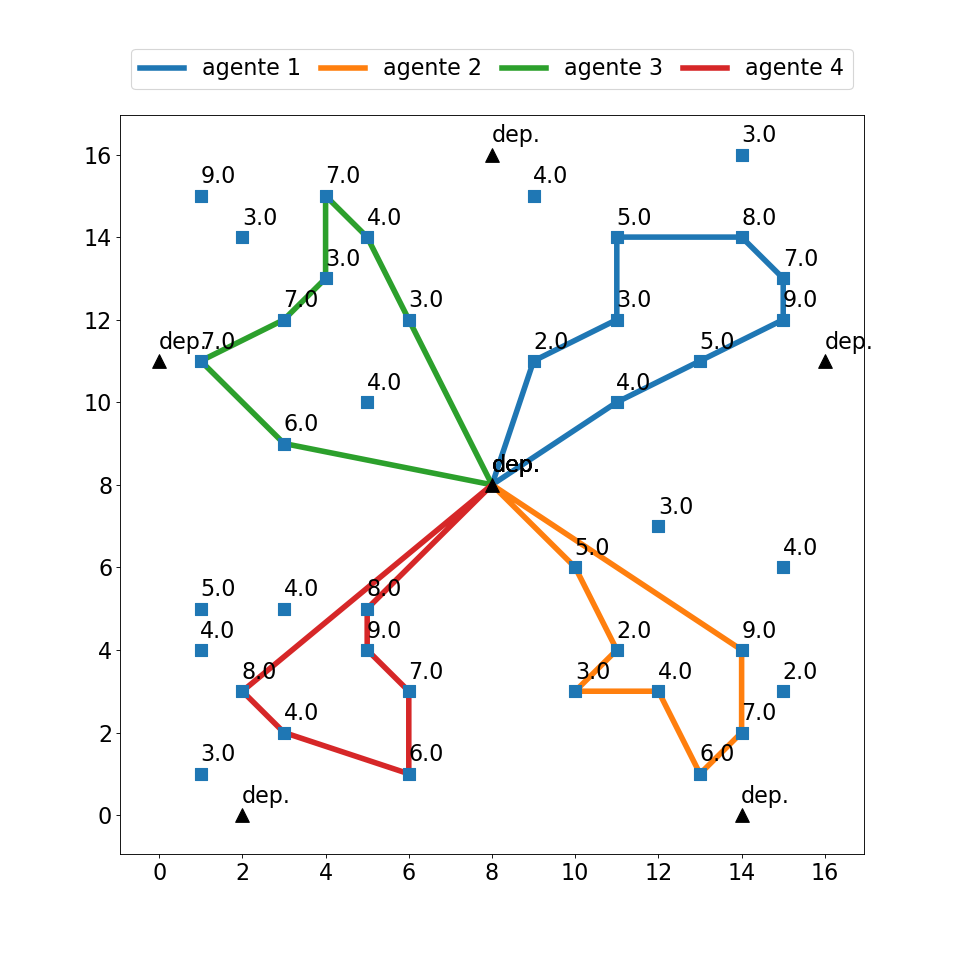 agente 1 agente 2 agente 3 agente 4
dep. 3.0
16
9.0 7.0 4.0
3.0 4.0 5.0 8.0
14
3.0 7.0
7.0 3.0 3.0 9.0
12
dep. 7.0 2.0 5.0 dep.
4.0 4.0
10
6.0
dep.
8
3.0
5.0 4.0
6
5.0 4.0 8.0
4.0 9.0 2.0 9.0
4
8.0 7.0 3.0 4.0 2.0
4.0 7.0
2
3.0 6.0 6.0
dep. dep.
0
0 2 4 6 8 10 12 14 16